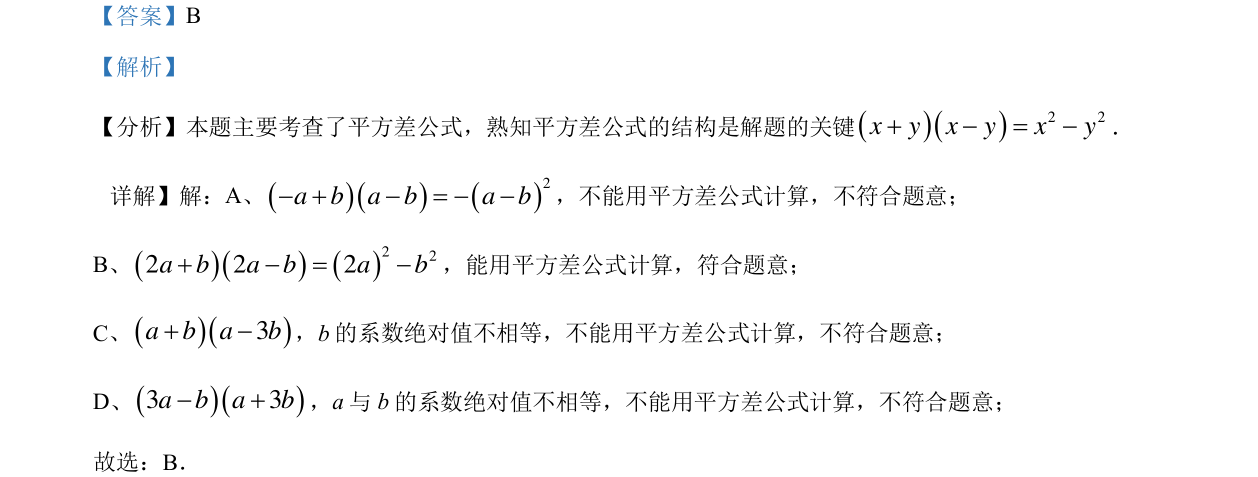 【答案】B
【解析】
【分析】本题主要考查了平方差公式，熟知平方差公式的结构是解题的关键(x+y)(x−y)=x²−y²．
详解】解：A、(−a+b)(a−b)=−(a−b)²，不能用平方差公式计算，不符合题意；
B、(2a+b)(2a−b)=(2a)²−b²，能用平方差公式计算，符合题意；
C、(a+b)(a−3b)，b 的系数绝对值不相等，不能用平方差公式计算，不符合题意；
D、(3a−b)(a+3b)，a 与 b 的系数绝对值不相等，不能用平方差公式计算，不符合题意；
故选：B．